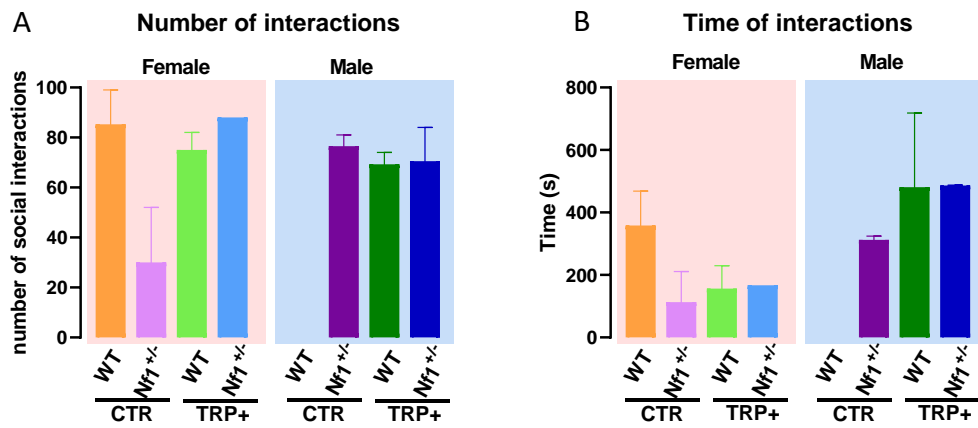 A
Number of interactions
Female
Male
number of social interactions
100
80
60
40
20
0
WT
Nf1 +/-
WT
Nf1 +/-
WT
Nf1 +/-
WT
Nf1 +/-
CTR
TRP+
CTR
TRP+
B
Time of interactions
Female
Male
Time (s)
800
600
400
200
0
WT
Nf1 +/-
WT
Nf1 +/-
WT
Nf1 +/-
WT
Nf1 +/-
CTR
TRP+
CTR
TRP+